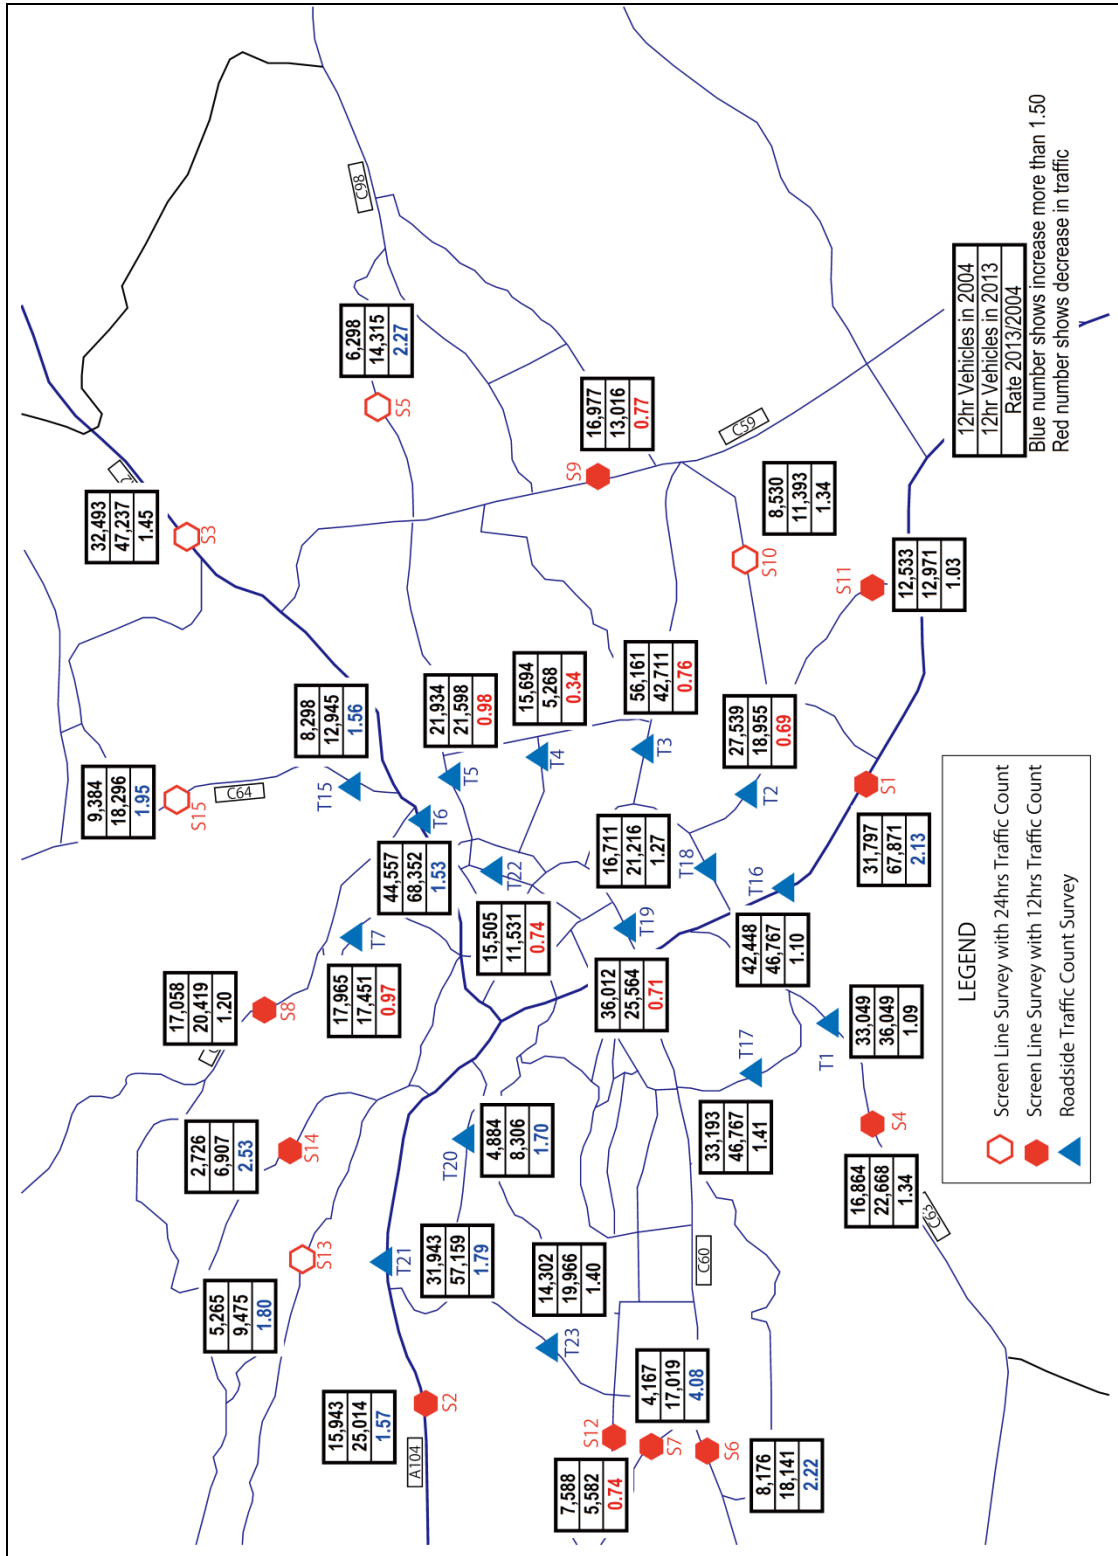 9,384
18,296
1.95
S15
C64
32,493
47,237
1.45
S3
17,058
20,419
1.20
S8
2,726
6,907
2.53
S14
5,265
9,475
1.80
S13
8,298
12,945
1.56
T15
T6
6,298
14,315
2.27
S5
C98
17,965
17,451
0.97
T7
44,557
68,352
1.53
15,943
25,014
1.57
S2
A104
T21
31,943
57,159
1.79
T20
4,884
8,306
1.70
15,505
11,531
0.74
T22
21,934
21,598
0.98
T5
15,694
5,268
0.34
T4
16,977
13,016
0.77
S9
C59
14,302
19,966
1.40
T23
7,588
5,582
0.74
S12
S7
S6
4,167
17,019
4.08
36,012
25,564
0.71
T19
16,711
21,216
1.27
T18
56,161
42,711
0.76
T3
8,530
11,393
1.34
S10
C60
8,176
18,141
2.22
33,193
46,767
1.41
T17
42,448
46,767
1.10
T16
27,539
18,955
0.69
T2
16,864
22,668
1.34
S4
C63
33,049
36,049
1.09
T1
31,797
67,871
2.13
S1
12,533
12,971
1.03
S11
12hr Vehicles in 2004
12hr Vehicles in 2013
Rate 2013/2004
Blue number shows increase more than 1.50
Red number shows decrease in traffic
LEGEND
Screen Line Survey with 24hrs Traffic Count
Screen Line Survey with 12hrs Traffic Count
Roadside Traffic Count Survey